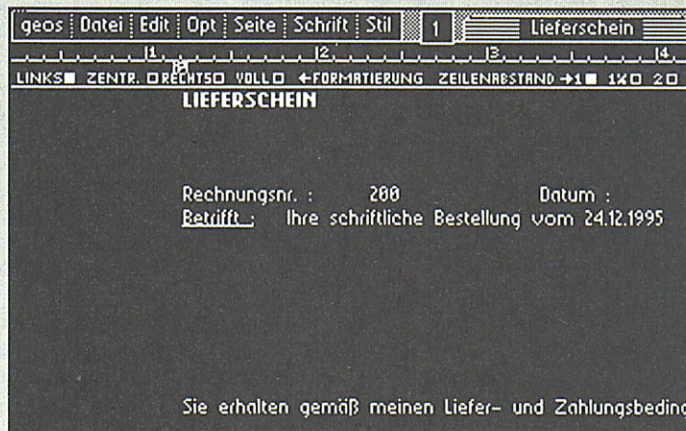 geos Datei Edit Opt Seite Schrift Stil 1 Lieferschein
1 2 3 4
LINKS ZENTR. RECHTS VOLL ←FORMATIERUNG ZEILENABSTAND →1 1½ 2
LIEFERSCHEIN
Rechnungsnr. : 200 Datum :
Betrifft : Ihre schriftliche Bestellung vom 24.12.1995
Sie erhalten gemäß meinen Liefer- und Zahlungsbeding